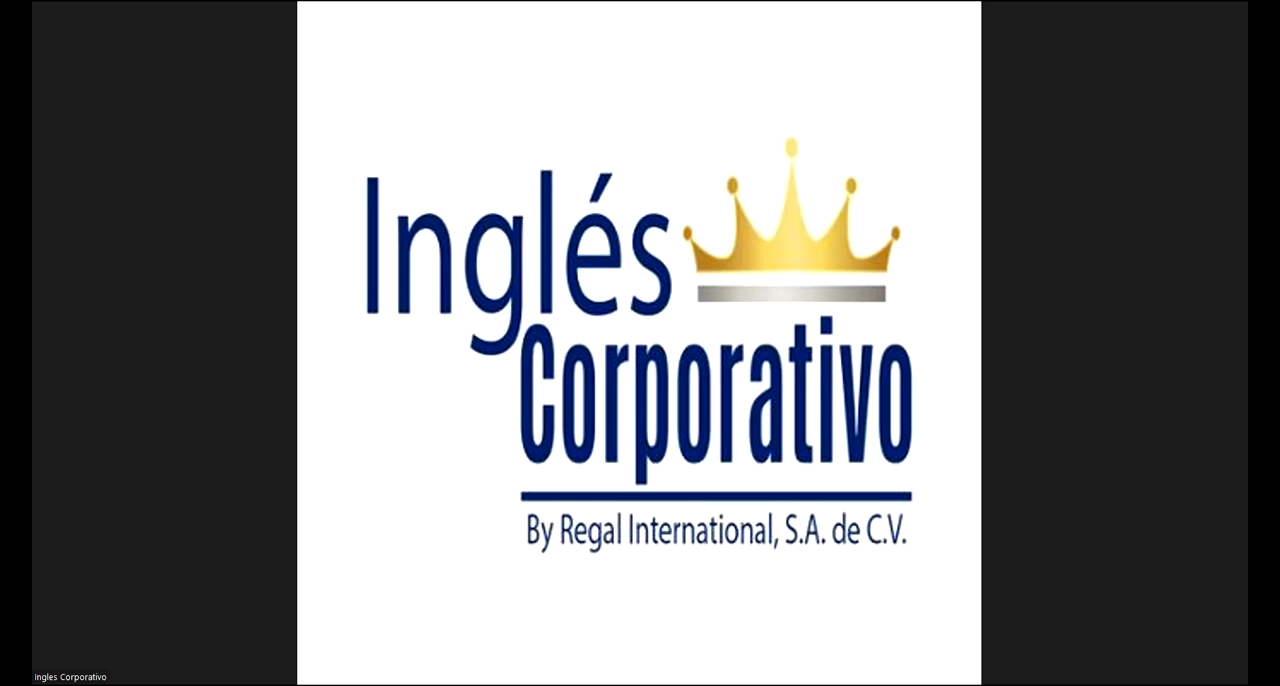 Inglés
Corporativo
By Regal International, S.A. de C.V.
Ingles Corporativo